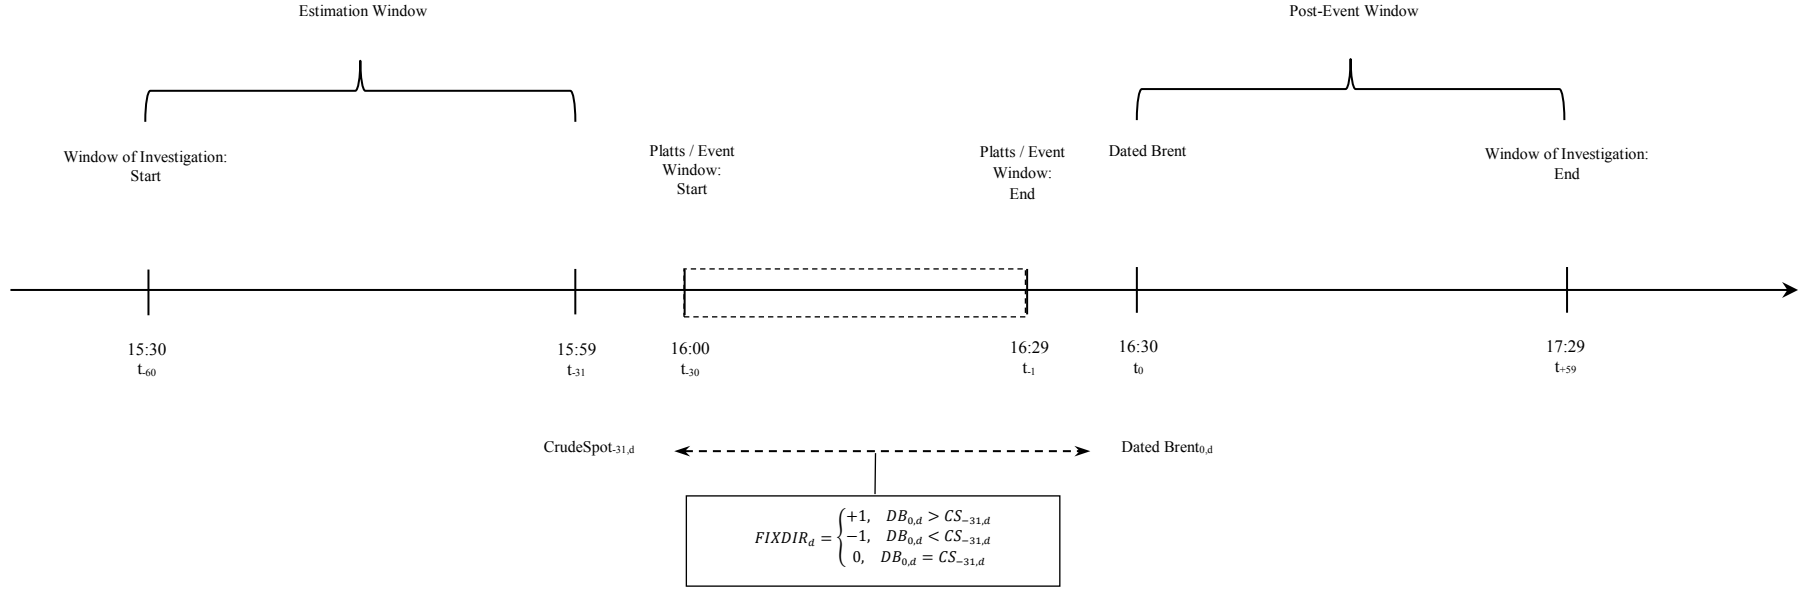 Estimation Window
Post-Event Window
Window of Investigation:
Start
Platts / Event
Window:
Start
Platts / Event
Window:
End
Dated Brent
Window of Investigation:
End
15:30
t-60
15:59
t-31
16:00
t-30
16:29
t-1
16:30
t0
17:29
t+59
CrudeSpot-31,d
Dated Brent0,d
FIXDIRd = {+1, DB0,d > CS−31,d
−1, DB0,d < CS−31,d
0, DB0,d = CS−31,d